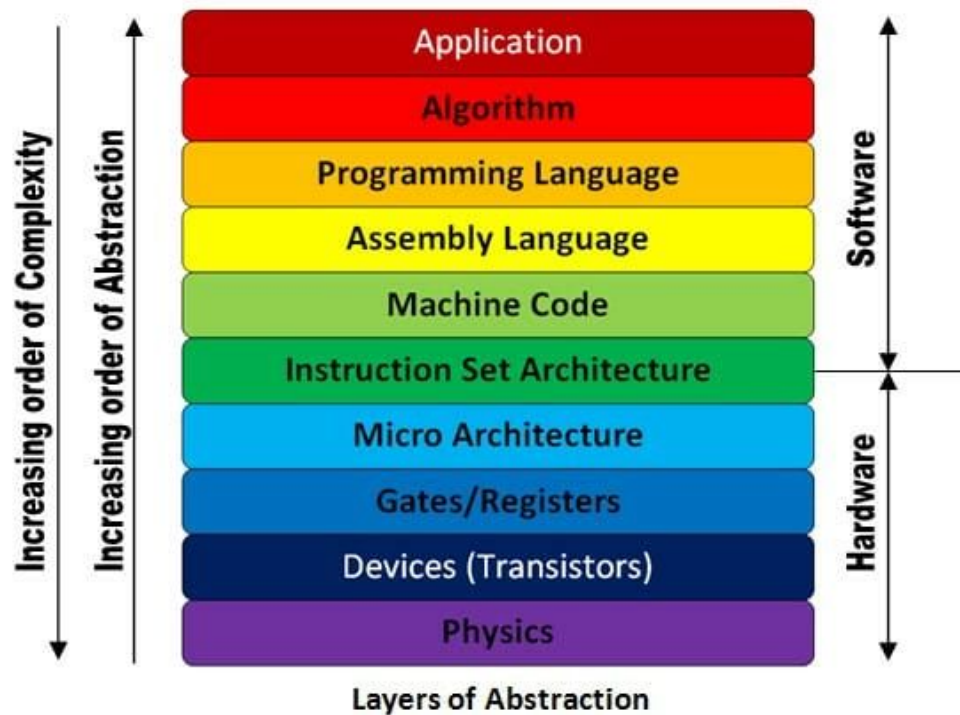 Application
Algorithm
Programming Language
Assembly Language
Machine Code
Instruction Set Architecture
Micro Architecture
Gates/Registers
Devices (Transistors)
Physics
Increasing order of Complexity
Increasing order of Abstraction
Software
Hardware
Layers of Abstraction